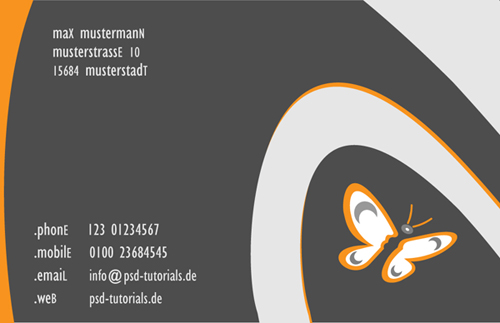 maX mustermanN
musterstrassE 10
15684 musterstadT
.phonE 123 01234567
.mobilE 0100 23684545
.emaiL info@psd-tutorials.de
.weB psd-tutorials.de